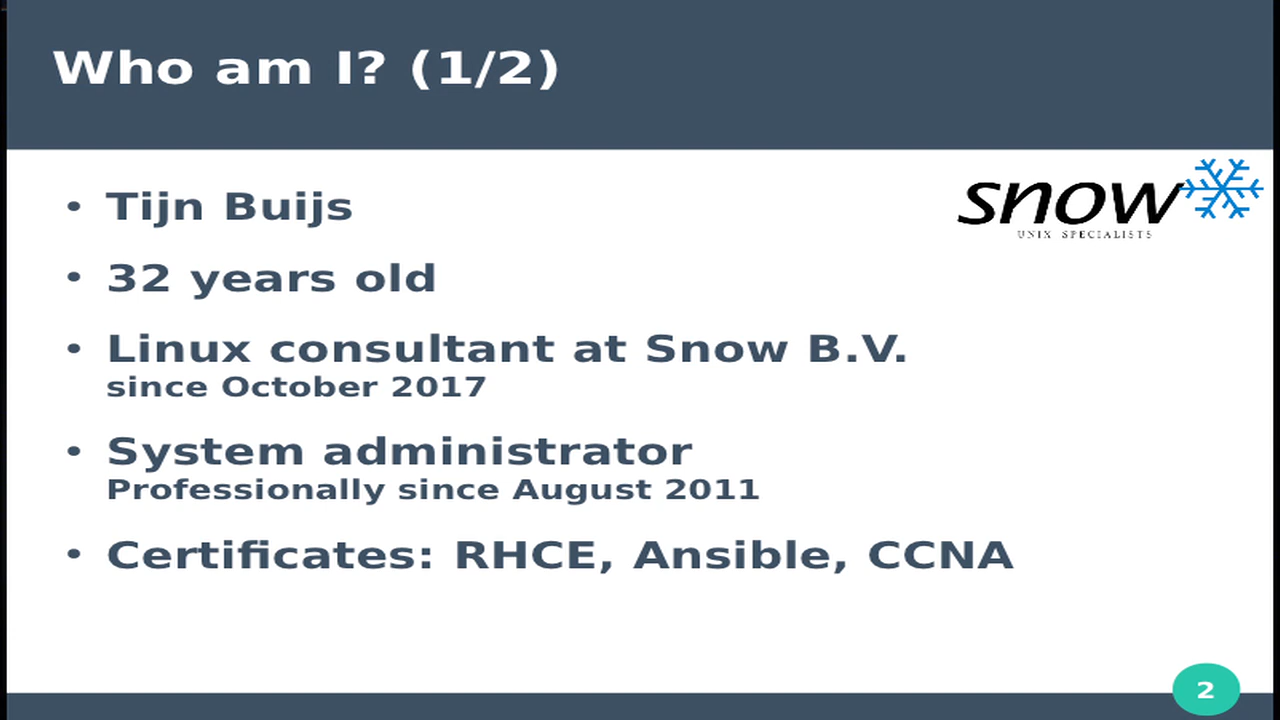 Who am I? (1/2)
• Tijn Buijs
snow
UNIX SPECIALISTS
• 32 years old
• Linux consultant at Snow B.V.
since October 2017
• System administrator
Professionally since August 2011
• Certificates: RHCE, Ansible, CCNA
2